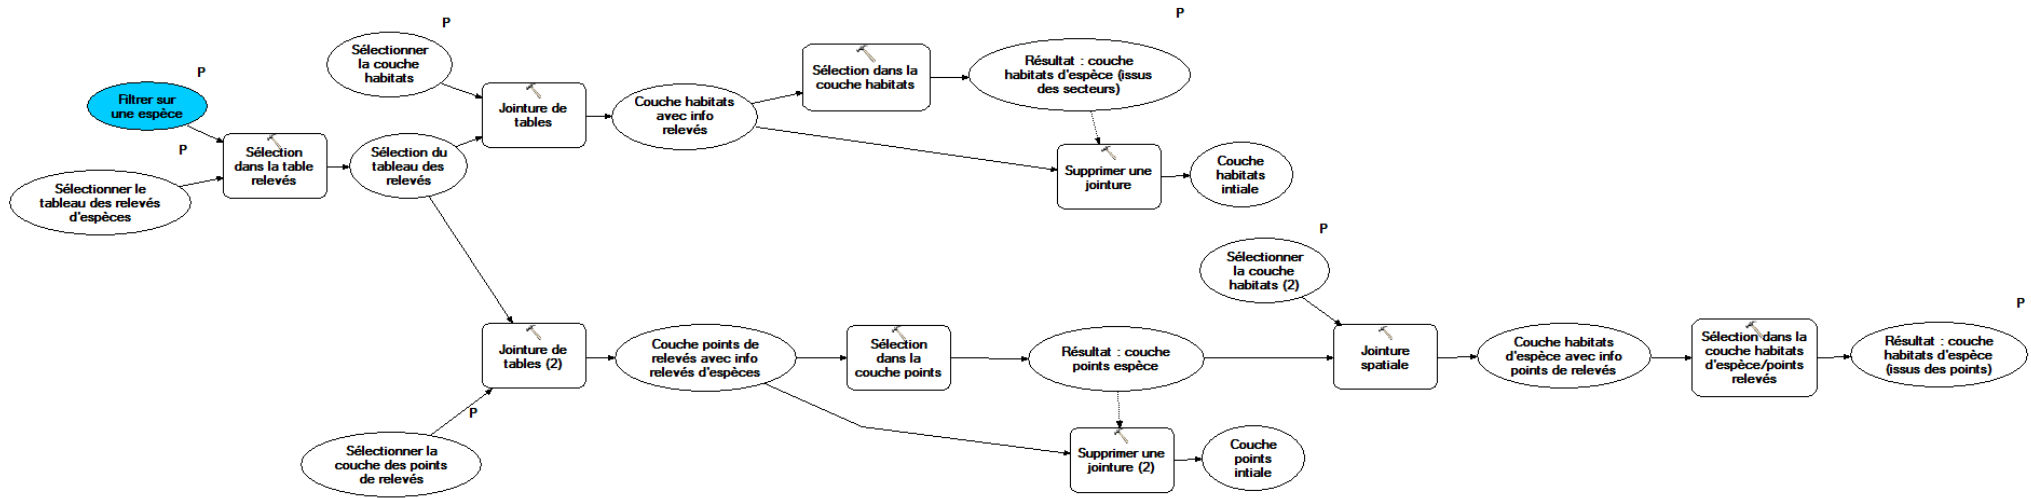 P
Sélectionner
la couche
habitats
P
Filtrer sur
une espèce
P
Sélectionner le
tableau des relevés
d'espèces
Sélection
dans la table
relevés
Sélection du
tableau des
relevés
Jointure de
tables
Couche habitats
avec info
relevés
Sélection dans la
couche habitats
P
Résultat : couche
habitats d'espèce (issus
des secteurs)
Supprimer une
jointure
Couche
habitats
intiale
Jointure de
tables (2)
P
Sélectionner la
couche des points
de relevés
Couche points de
relevés avec info
relevés d'espèces
Sélection
dans la
couche points
Résultat : couche
points espèce
Supprimer une
jointure (2)
Couche
points
intiale
P
Sélectionner
la couche
habitats (2)
Jointure
spatiale
Couche habitats
d'espèce avec info
points de relevés
Sélection dans la
couche habitats
d'espèce/points
relevés
P
Résultat : couche
habitats d'espèce
(issus des points)